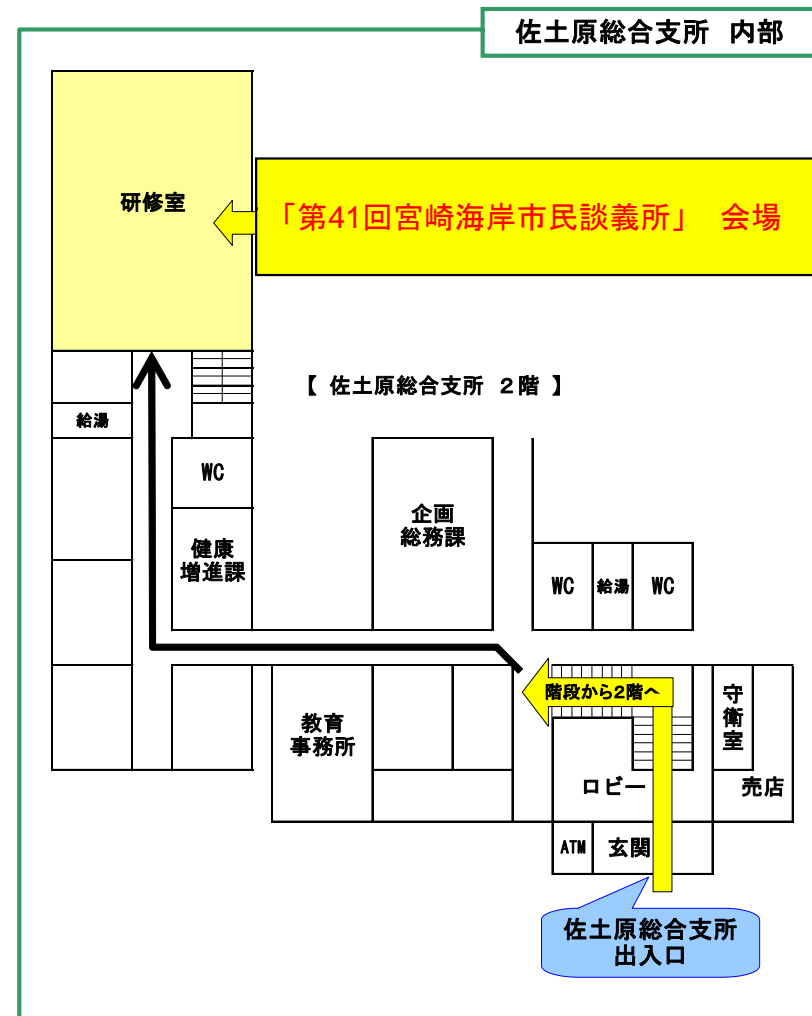 佐土原総合支所 内部
研修室
「第41回宮崎海岸市民談義所」 会場
【 佐土原総合支所 2階 】
給湯
WC
企画
総務課
健康
増進課
WC
給湯
WC
階段から2階へ
守
衛
室
教育
事務所
ロビー
売店
ATM
玄関
佐土原総合支所
出入口